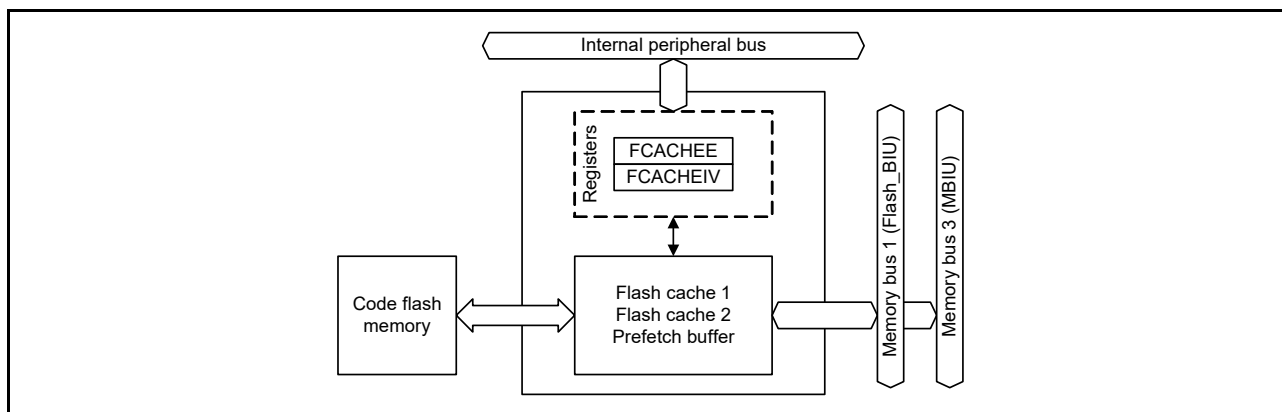 Internal peripheral bus
Registers
FCACHEE
FCACHEIV
Code flash
memory
Flash cache 1
Flash cache 2
Prefetch buffer
Memory bus 1 (Flash_BIU)
Memory bus 3 (MBIU)